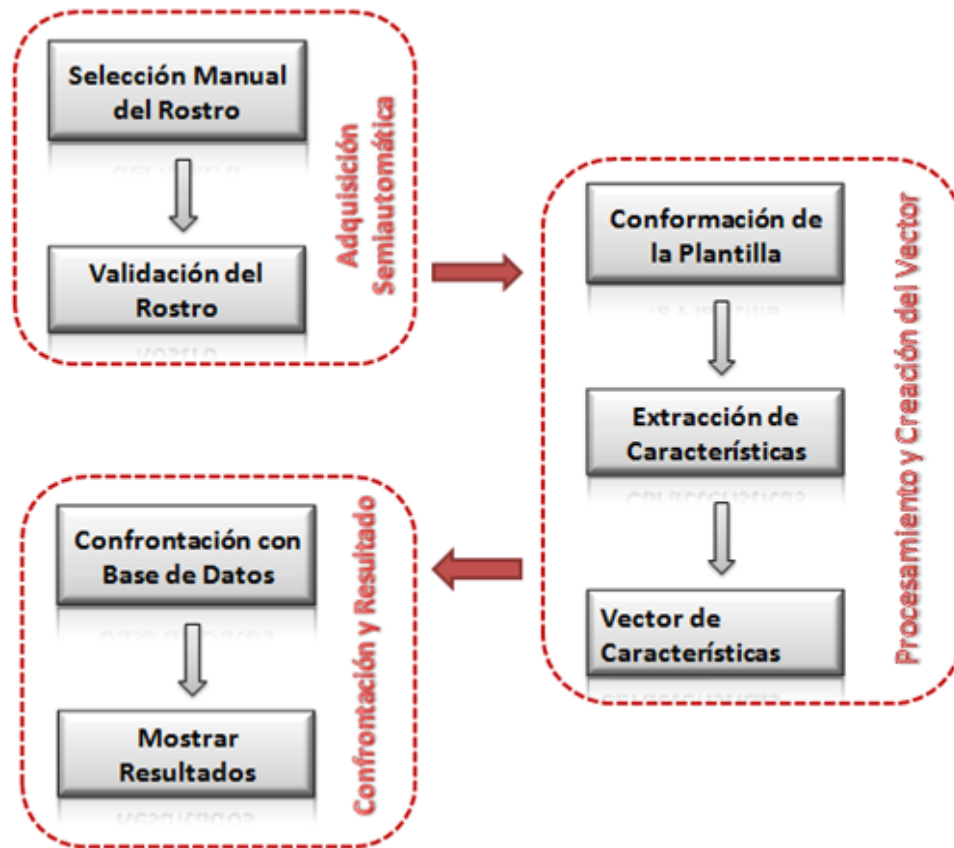 Selección Manual
del Rostro
Validación del
Rostro
Adquisición
Semiautomática
Conformación de
la Plantilla
Extracción de
Características
Vector de
Características
Procesamiento y Creación del Vector
Confrontación con
Base de Datos
Mostrar
Resultados
Confrontación y Resultado